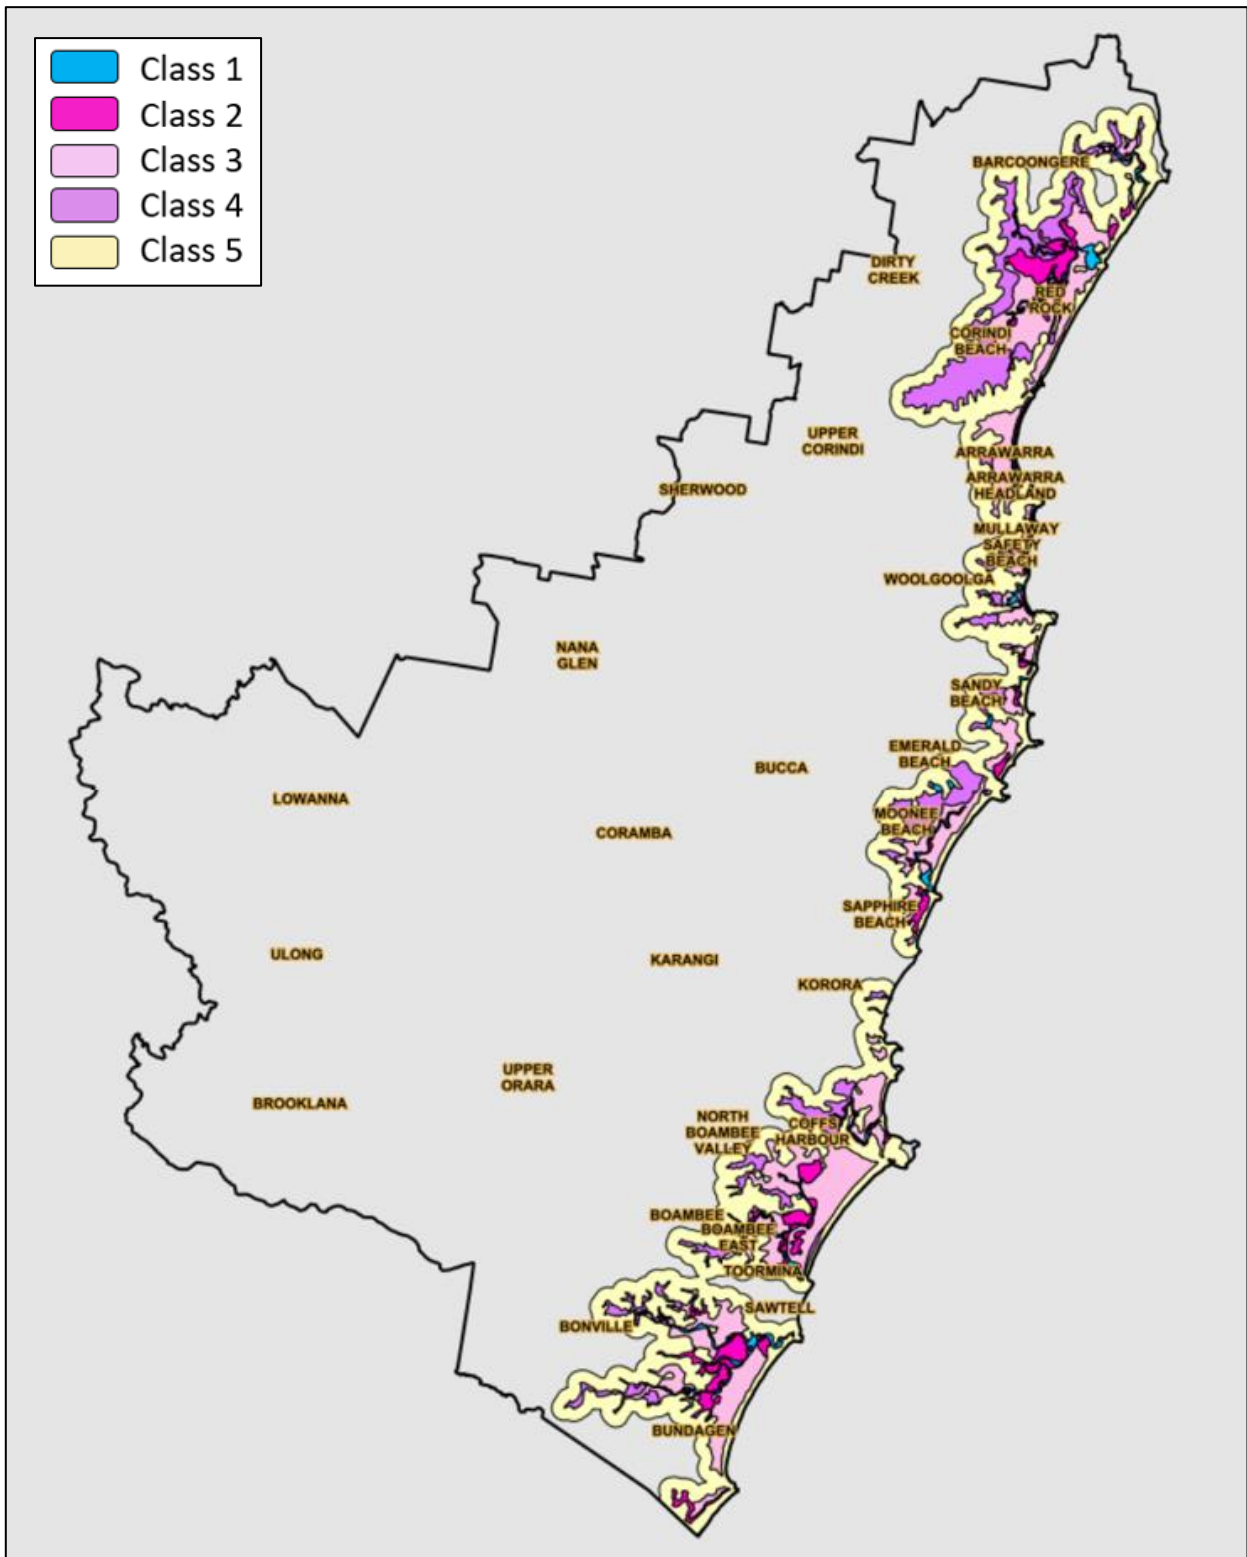 Class 1
Class 2
Class 3
Class 4
Class 5
BARCOONGERE
DIRTY
CREEK
RED
ROCK
CORINDI
BEACH
UPPER
CORINDI
ARRAWARRA
ARRAWARRA
HEADLAND
SHERWOOD
MULLAWAY
SAFETY
BEACH
WOOLGOOLGA
NANA
GLEN
SANDY
BEACH
EMERALD
BEACH
BUCCA
LOWANNA
MOONEE
BEACH
CORAMBA
SAPPHIRE
BEACH
ULONG
KARANGI
KORORA
UPPER
ORARA
BROOKLANA
NORTH
BOAMBEE
VALLEY
COFFS
HARBOUR
BOAMBEE
BOAMBEE
EAST
TOORMINA
SAWTELL
BONVILLE
BUNDAGEN